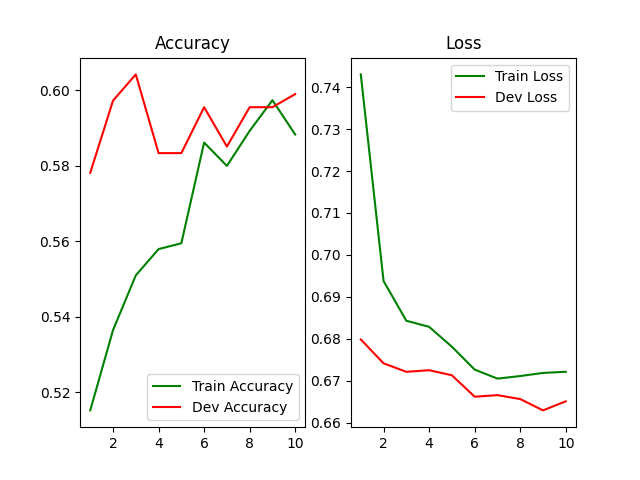 Accuracy
0.60
0.58
0.56
0.54
0.52
2 4 6 8 10
Train Accuracy
Dev Accuracy
Loss
0.74
0.73
0.72
0.71
0.70
0.69
0.68
0.67
0.66
2 4 6 8 10
Train Loss
Dev Loss